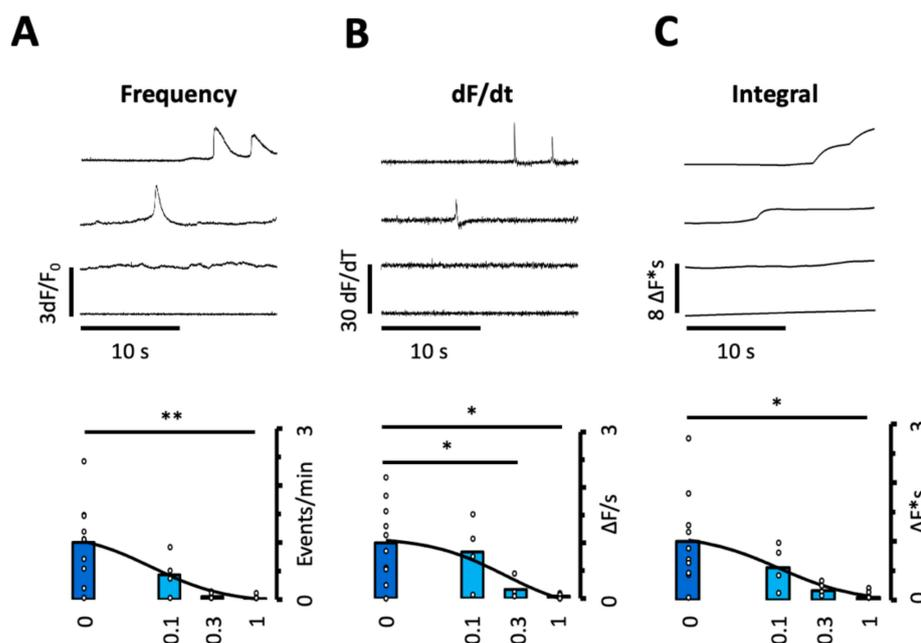 A
B
C
Frequency
dF/dt
Integral
3dF/F0
30 dF/dT
8 ΔF*s
10 s
10 s
10 s
**
*
*
*
3
Events/min
0
3
ΔF/s
0
3
ΔF*s
0
0
0.1
0.3
1
0
0.1
0.3
1
0
0.1
0.3
1